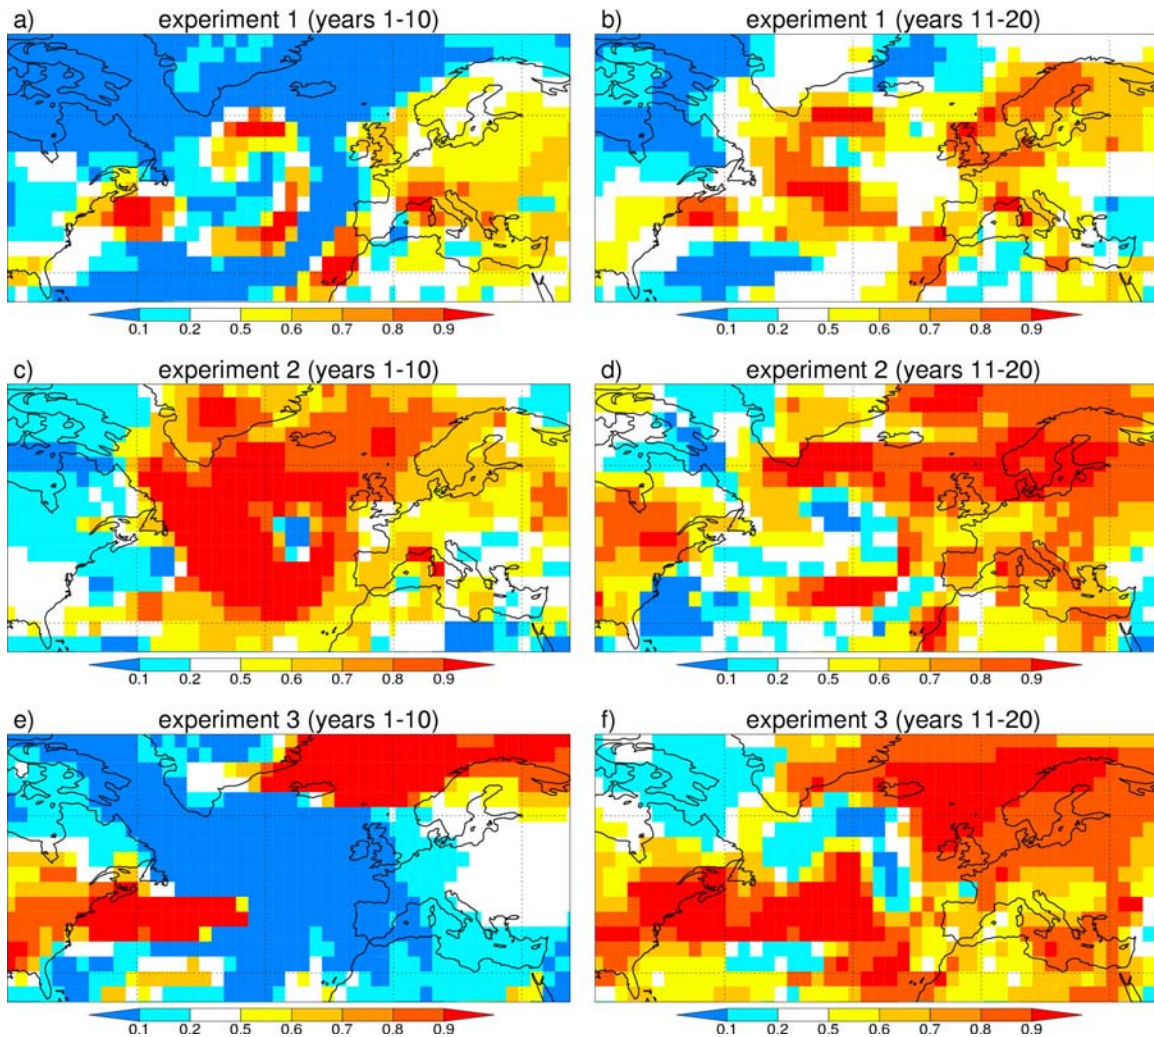 a) experiment 1 (years 1-10)
b) experiment 1 (years 11-20)
0.1 0.2 0.5 0.6 0.7 0.8 0.9
0.1 0.2 0.5 0.6 0.7 0.8 0.9
c) experiment 2 (years 1-10)
d) experiment 2 (years 11-20)
0.1 0.2 0.5 0.6 0.7 0.8 0.9
0.1 0.2 0.5 0.6 0.7 0.8 0.9
e) experiment 3 (years 1-10)
f) experiment 3 (years 11-20)
0.1 0.2 0.5 0.6 0.7 0.8 0.9
0.1 0.2 0.5 0.6 0.7 0.8 0.9